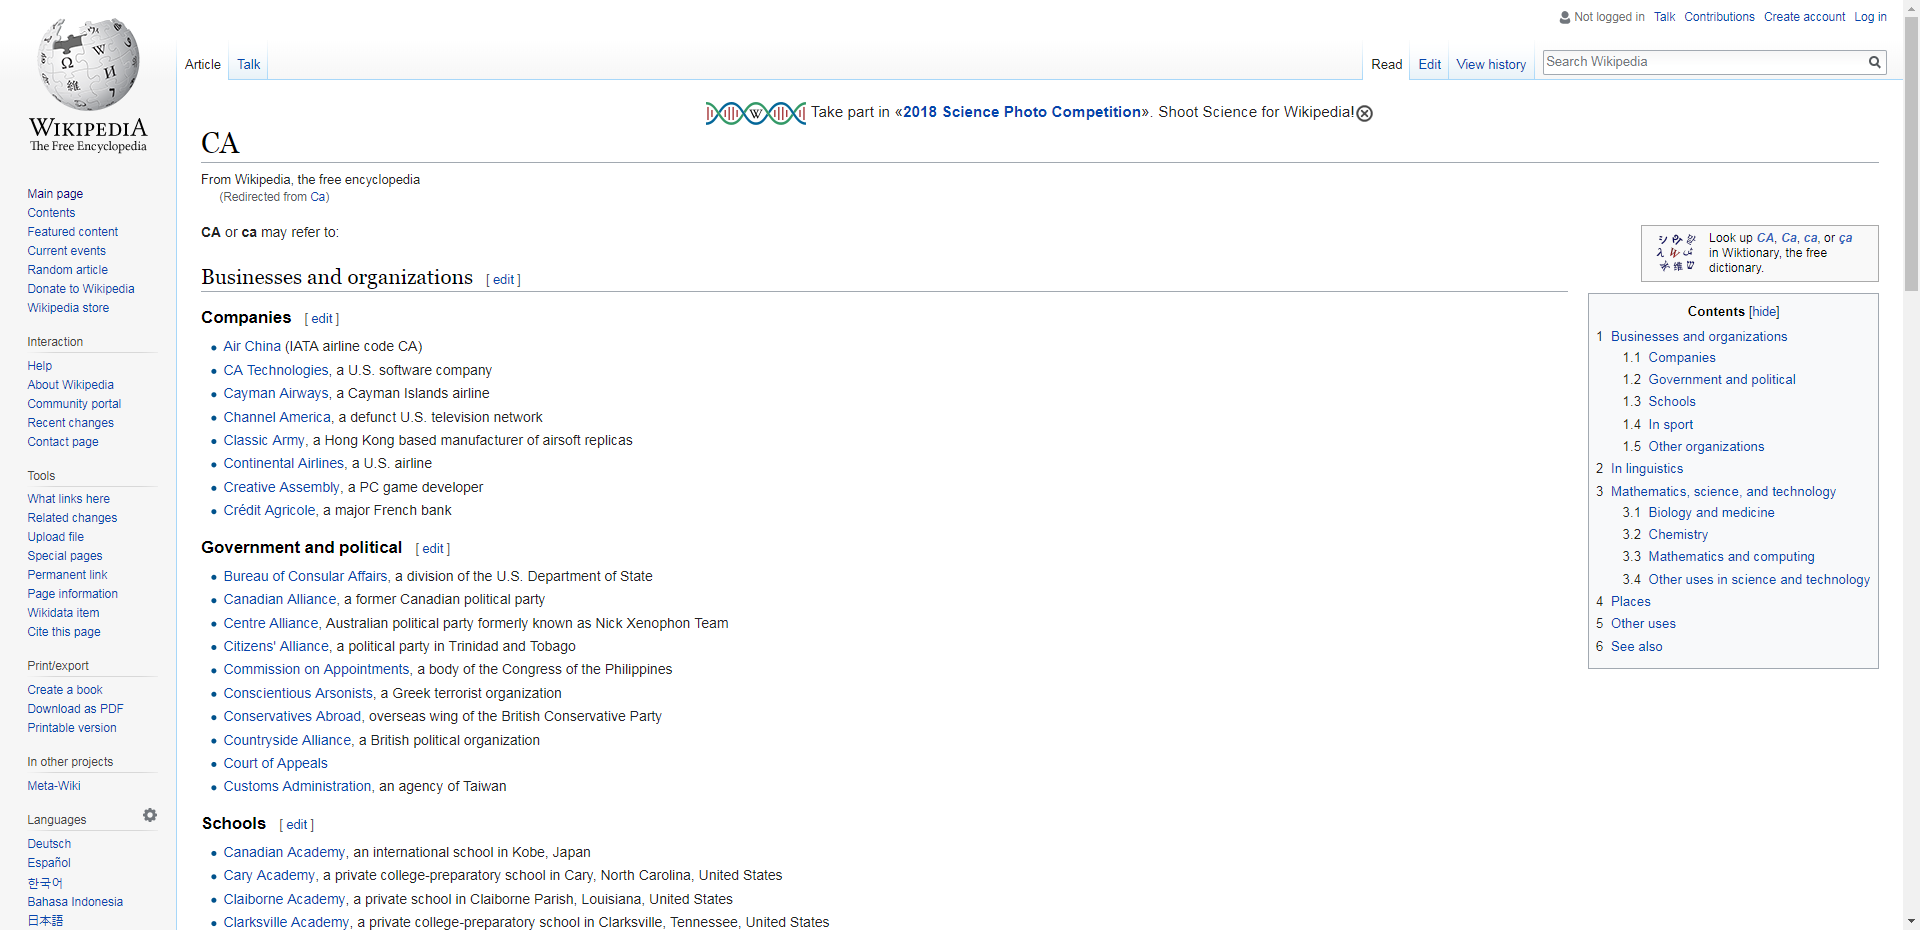 Not logged in Talk Contributions Create account Log in
Article Talk Read Edit View history Search Wikipedia
WIKIPEDIA
The Free Encyclopedia
Main page
Contents
Featured content
Current events
Random article
Donate to Wikipedia
Wikipedia store
Interaction
Help
About Wikipedia
Community portal
Recent changes
Contact page
Tools
What links here
Related changes
Upload file
Special pages
Permanent link
Page information
Wikidata item
Cite this page
Print/export
Create a book
Download as PDF
Printable version
In other projects
Meta-Wiki
Languages
Deutsch
Español
한국어
Bahasa Indonesia
日本語
Take part in «2018 Science Photo Competition». Shoot Science for Wikipedia!
CA
From Wikipedia, the free encyclopedia
(Redirected from Ca)
CA or ca may refer to:
Businesses and organizations [ edit ]
Companies [ edit ]
Air China (IATA airline code CA)
CA Technologies, a U.S. software company
Cayman Airways, a Cayman Islands airline
Channel America, a defunct U.S. television network
Classic Army, a Hong Kong based manufacturer of airsoft replicas
Continental Airlines, a U.S. airline
Creative Assembly, a PC game developer
Crédit Agricole, a major French bank
Government and political [ edit ]
Bureau of Consular Affairs, a division of the U.S. Department of State
Canadian Alliance, a former Canadian political party
Centre Alliance, Australian political party formerly known as Nick Xenophon Team
Citizens' Alliance, a political party in Trinidad and Tobago
Commission on Appointments, a body of the Congress of the Philippines
Conscientious Arsonists, a Greek terrorist organization
Conservatives Abroad, overseas wing of the British Conservative Party
Countryside Alliance, a British political organization
Court of Appeals
Customs Administration, an agency of Taiwan
Schools [ edit ]
Canadian Academy, an international school in Kobe, Japan
Cary Academy, a private college-preparatory school in Cary, North Carolina, United States
Claiborne Academy, a private school in Claiborne Parish, Louisiana, United States
Clarksville Academy, a private college-preparatory school in Clarksville, Tennessee, United States
Look up CA, Ca, ca, or ça
in Wiktionary, the free
dictionary.
Contents [hide]
1 Businesses and organizations
1.1 Companies
1.2 Government and political
1.3 Schools
1.4 In sport
1.5 Other organizations
2 In linguistics
3 Mathematics, science, and technology
3.1 Biology and medicine
3.2 Chemistry
3.3 Mathematics and computing
3.4 Other uses in science and technology
4 Places
5 Other uses
6 See also